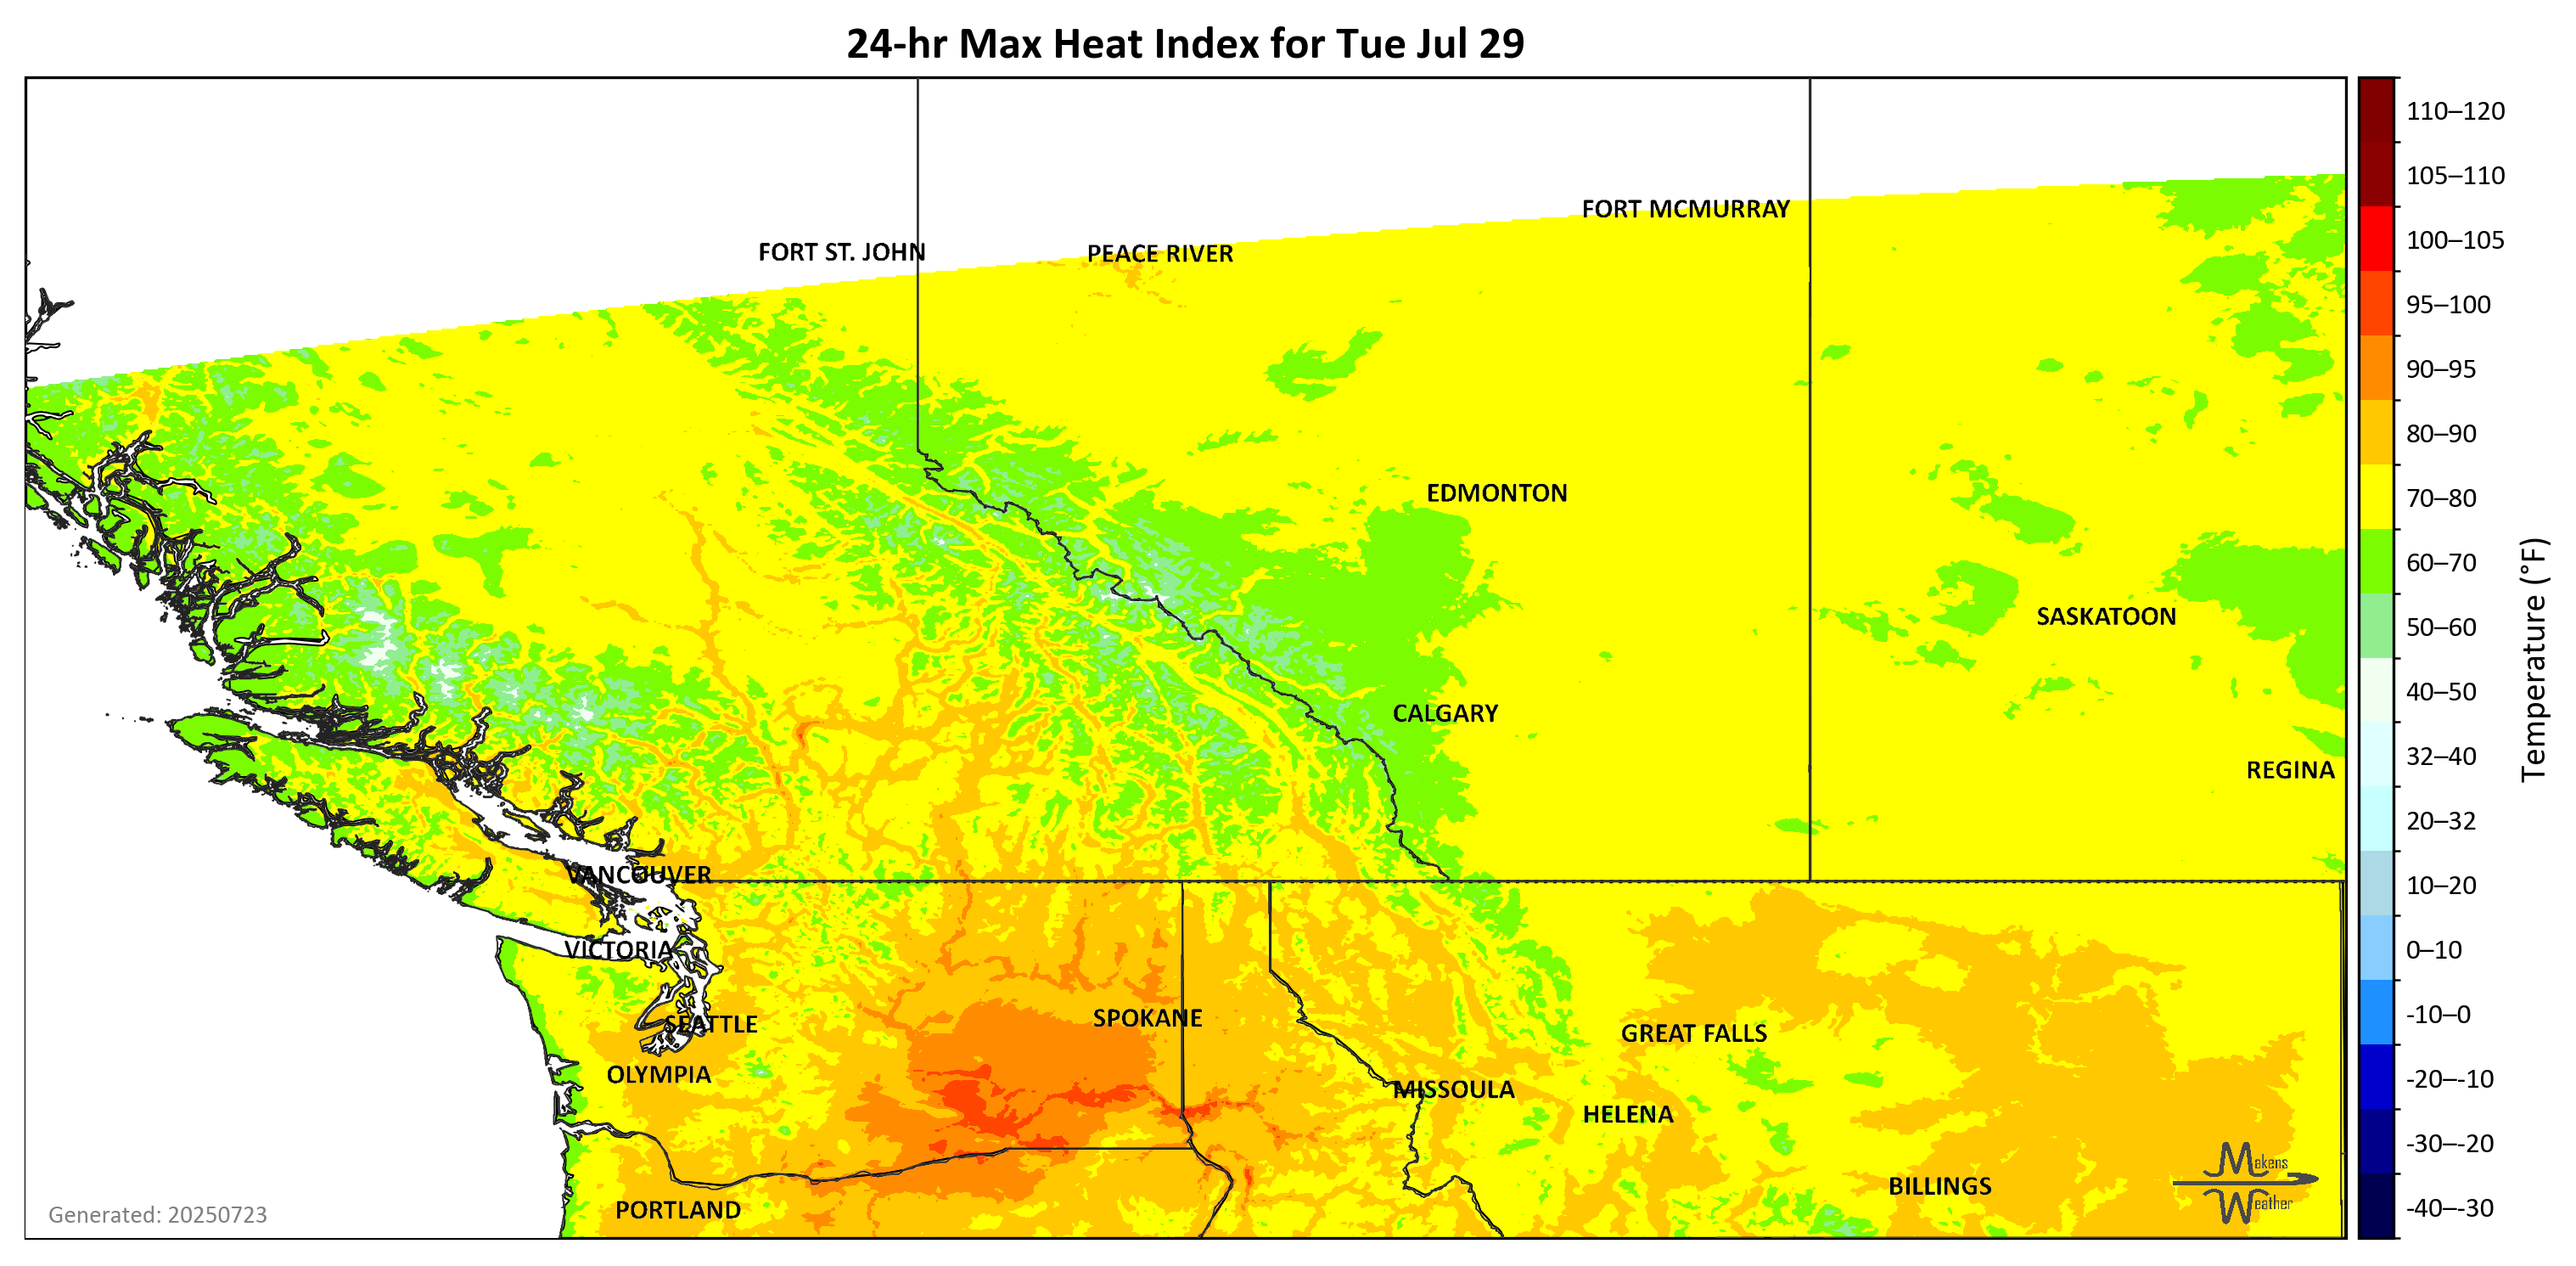 24-hr Max Heat Index for Tue Jul 29
FORT MCMURRAY
FORT ST. JOHN
PEACE RIVER
EDMONTON
SASKATOON
CALGARY
REGINA
VANCOUVER
VICTORIA
SEATTLE
SPOKANE
GREAT FALLS
OLYMPIA
MISSOULA
HELENA
BILLINGS
PORTLAND
Makens
Weather
Generated: 20250723
110–120
105–110
100–105
95–100
90–95
80–90
70–80
60–70
50–60
40–50
32–40
20–32
10–20
0–10
-10–0
-20–-10
-30–-20
-40–-30
Temperature (°F)